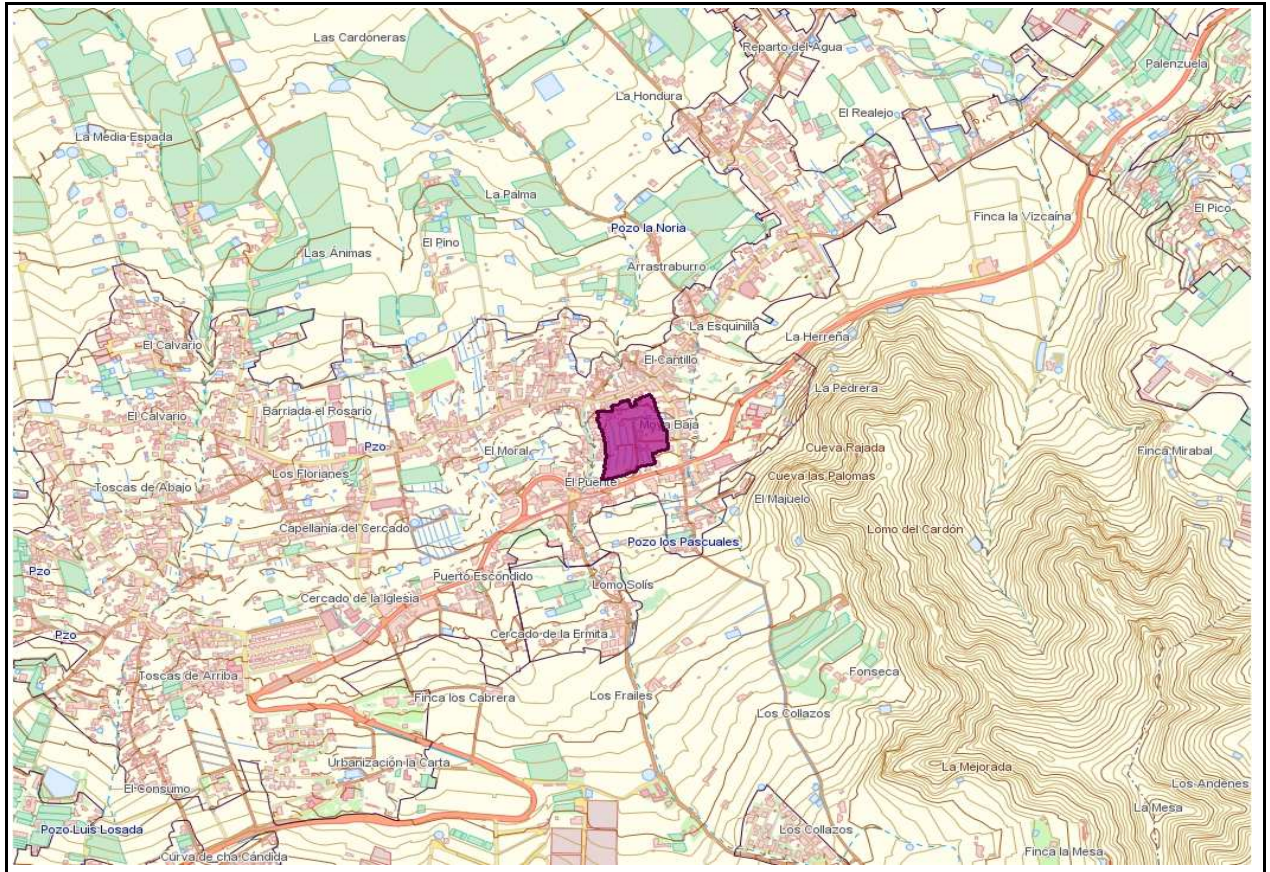 Las Cardoneras
Reparto del Agua
Palenzuela
La Hondura
El Realejo
La Media Espada
La Palma
El Pico
Finca la Vizcaína
Pozo la Noria
El Pino
Las Ánimas
Arrastraburro
La Esquinilla
La Herreña
El Calvario
El Cantillo
La Pedrera
El Calvario
Barriada el Rosario
Moya Baja
Pzo
El Moral
Cueva Rajada
Finca Mirabal
Los Florianes
Cueva las Palomas
Toscas de Abajo
El Puente
El Majuelo
Capellanía del Cercado
Lomo del Cardón
Pozo los Pascuales
Pzo
Puerto Escondido
Lomo Solís
Cercado de la Iglesia
Pzo
Cercado de la Ermita
Toscas de Arriba
Fonseca
Finca los Cabrera
Los Frailes
Los Collazos
Urbanización la Carta
La Mejorada
Los Andenes
El Consumo
La Mesa
Pozo Luis Losada
Los Collazos
Curva de cha Cándida
Finca la Mesa